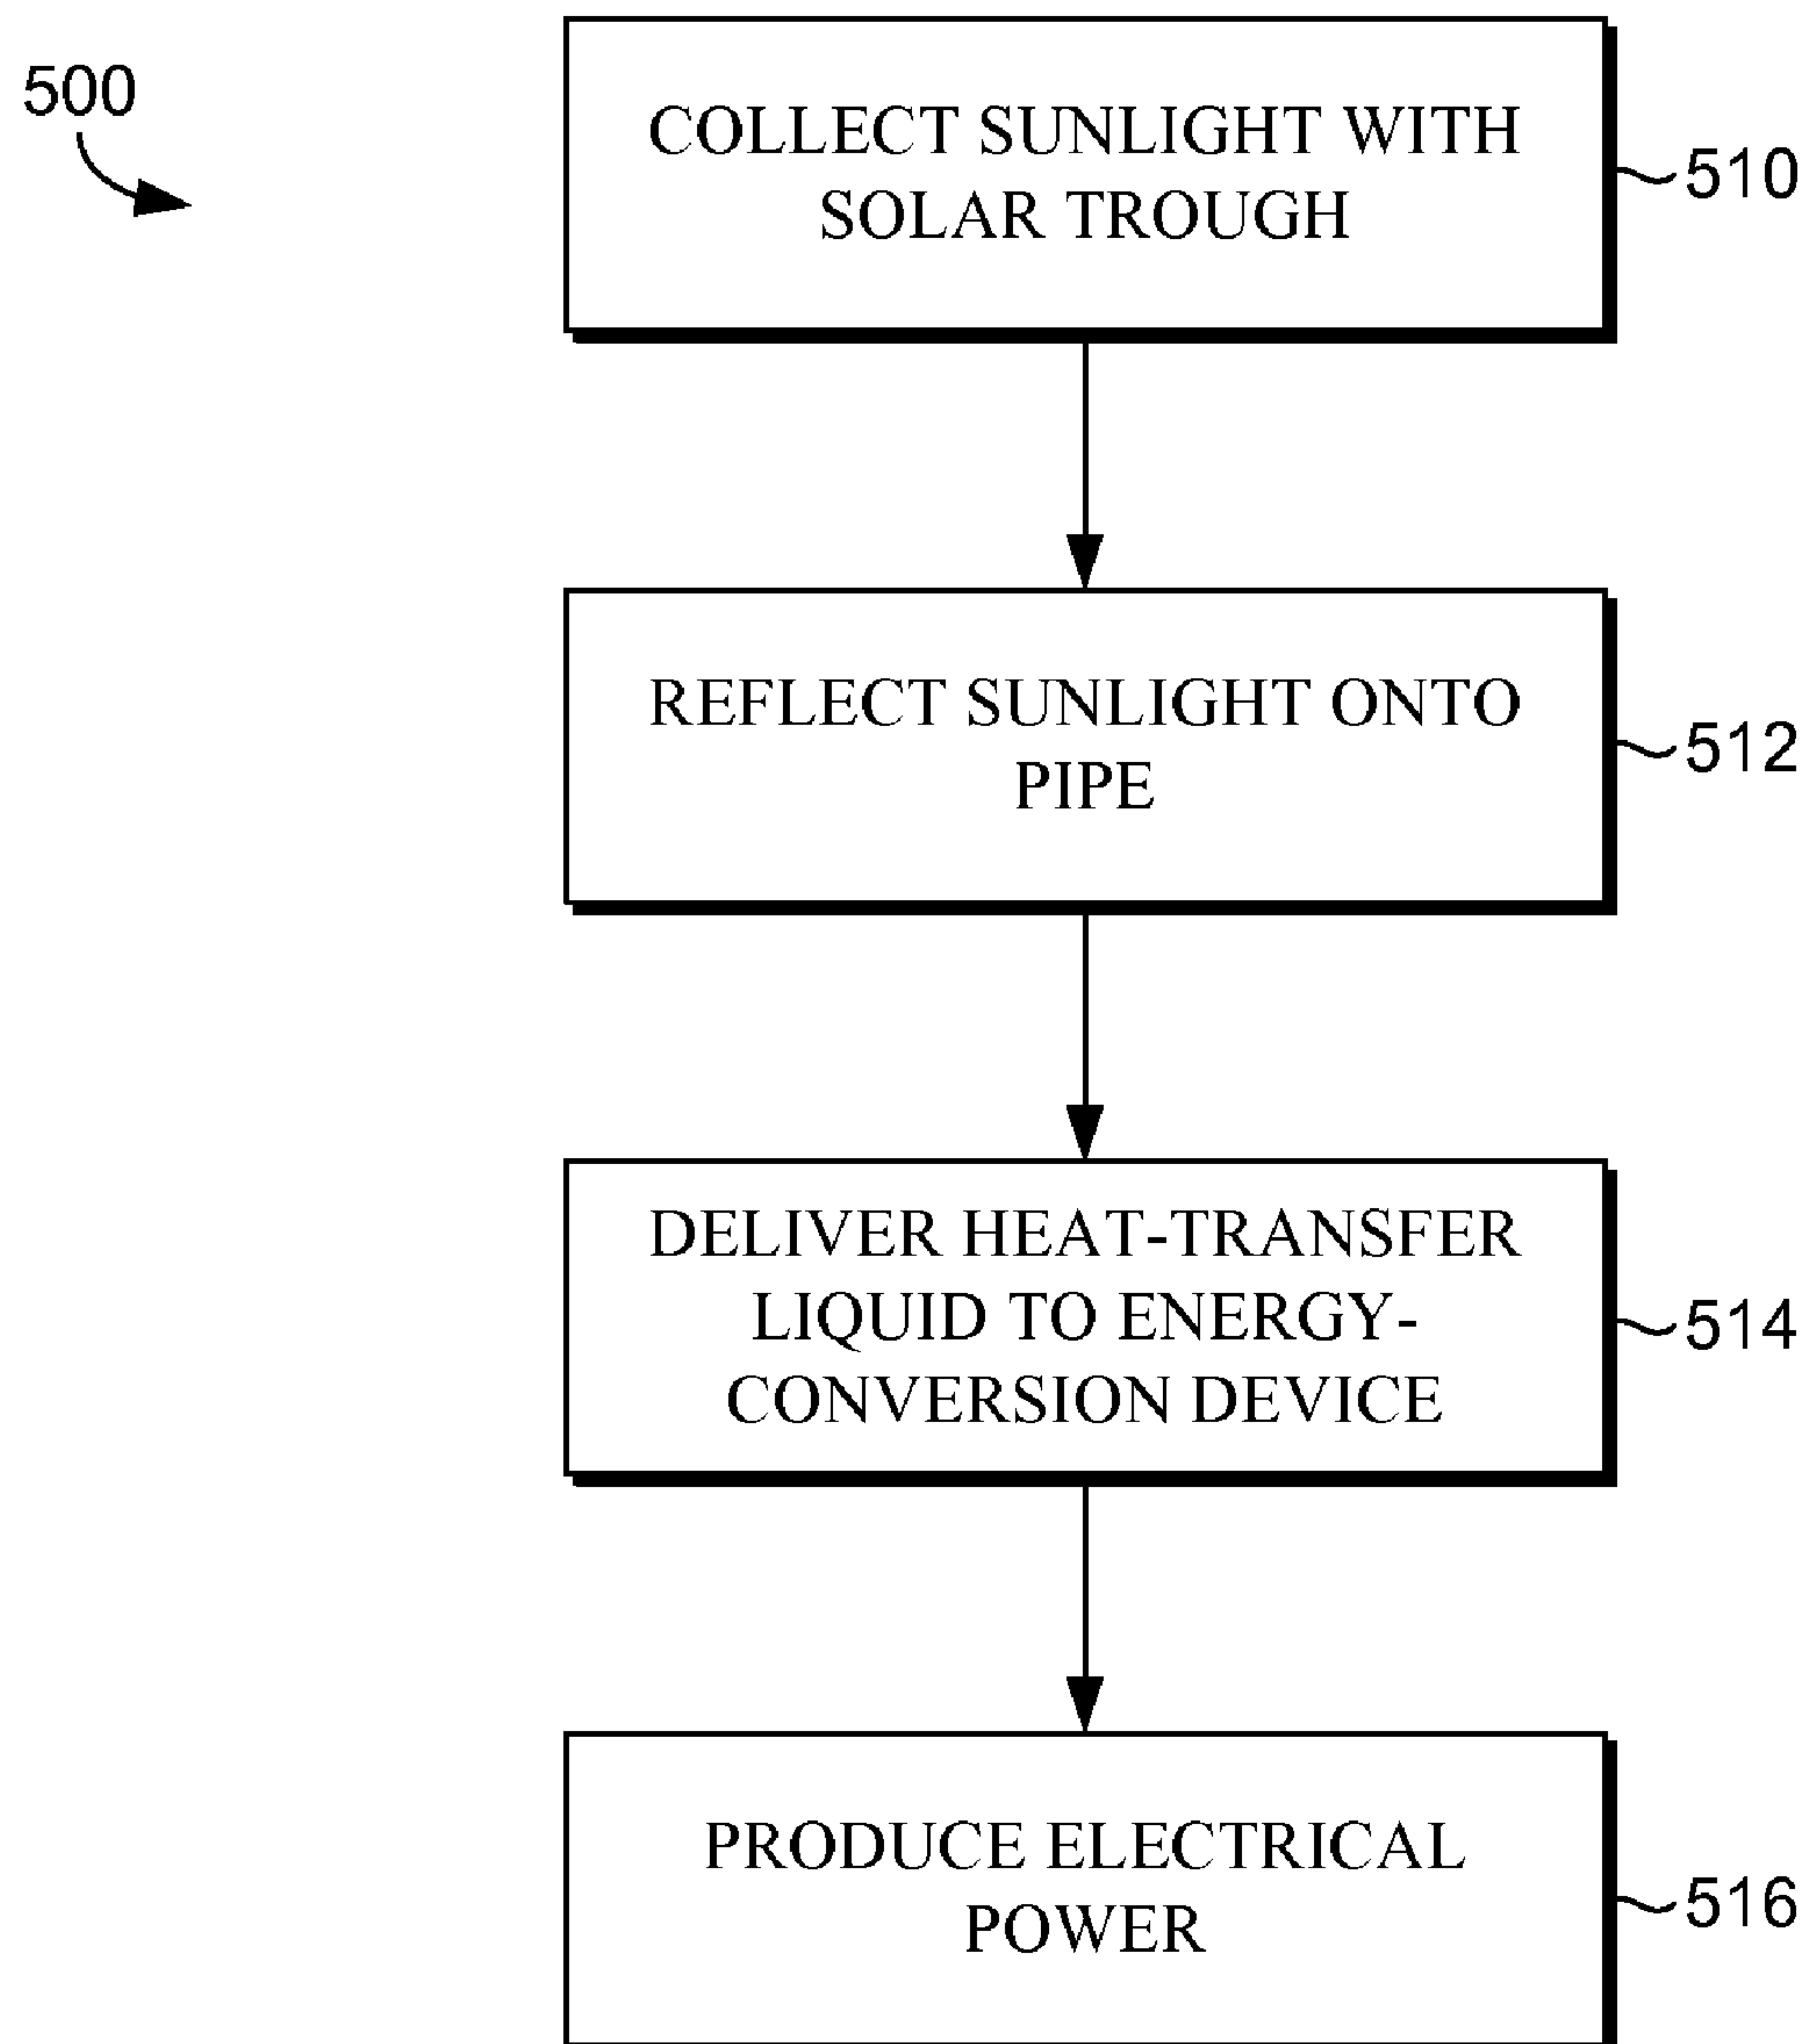 500
COLLECT SUNLIGHT WITH
SOLAR TROUGH
510
REFLECT SUNLIGHT ONTO
PIPE
512
DELIVER HEAT-TRANSFER
LIQUID TO ENERGY-
CONVERSION DEVICE
514
PRODUCE ELECTRICAL
POWER
516